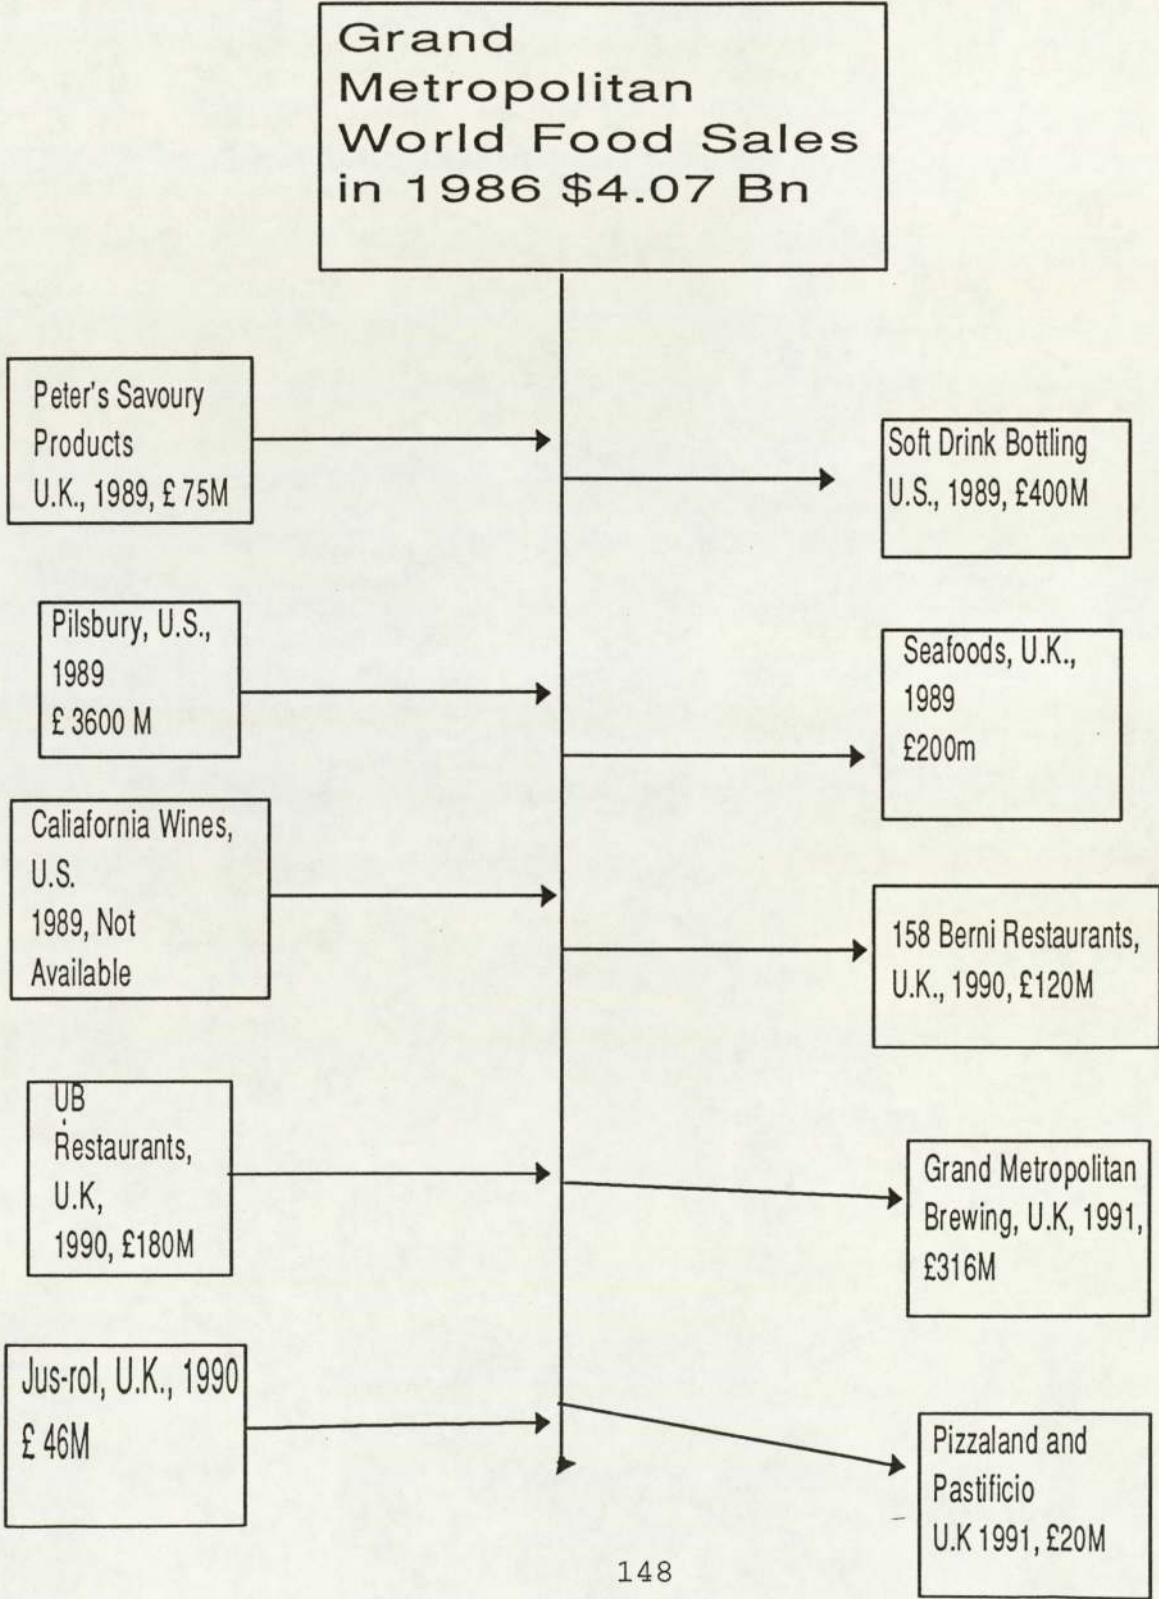 Grand
Metropolitan
World Food Sales
in 1986 $4.07 Bn
Peter's Savoury
Products
U.K., 1989, £ 75M
Soft Drink Bottling
U.S., 1989, £400M
Pilsbury, U.S.,
1989
£ 3600 M
Seafoods, U.K.,
1989
£200m
Caliafornia Wines,
U.S.
1989, Not
Available
158 Berni Restaurants,
U.K., 1990, £120M
UB
Restaurants,
U.K,
1990, £180M
Grand Metropolitan
Brewing, U.K, 1991,
£316M
Jus-rol, U.K., 1990
£ 46M
Pizzaland and
Pastificio
U.K 1991, £20M
148